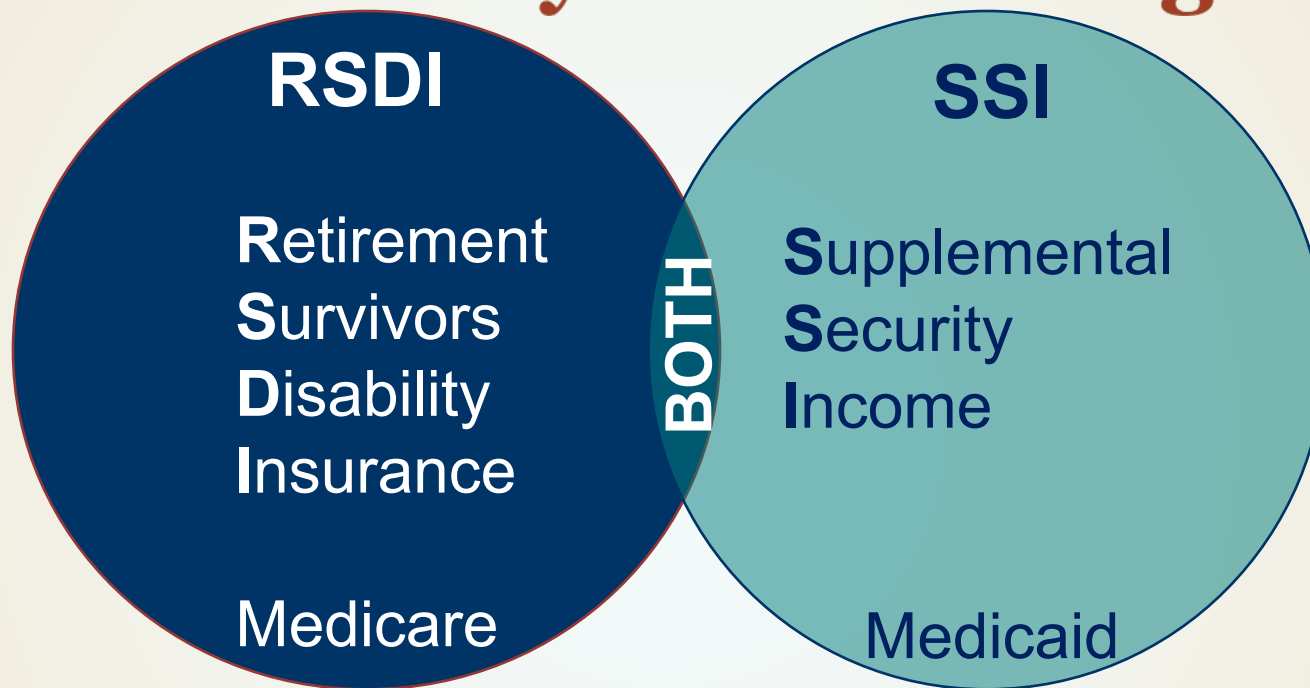 RSDI
Retirement
Survivors
Disability
Insurance
Medicare
BOTH
SSI
Supplemental
Security
Income
Medicaid